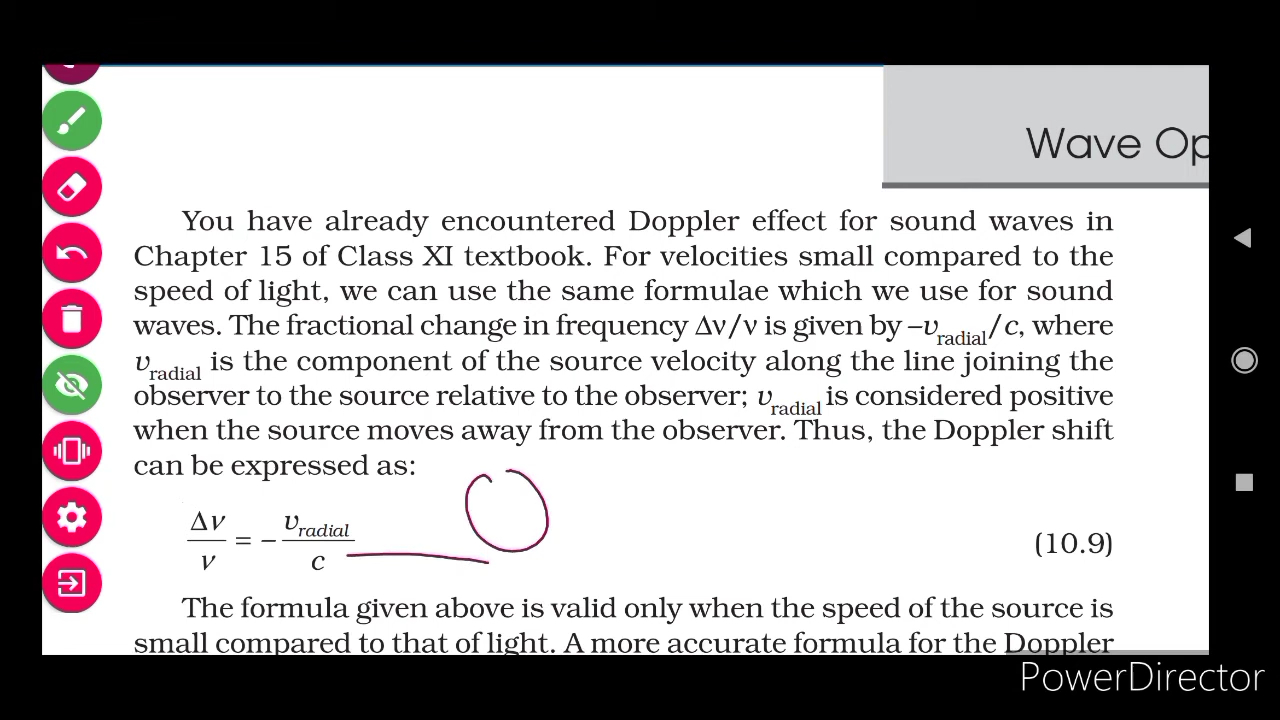 Wave Op
You have already encountered Doppler effect for sound waves in
Chapter 15 of Class XI textbook. For velocities small compared to the
speed of light, we can use the same formulae which we use for sound
waves. The fractional change in frequency Δν/ν is given by –υradial/c, where
υradial is the component of the source velocity along the line joining the
observer to the source relative to the observer; υradial is considered positive
when the source moves away from the observer. Thus, the Doppler shift
can be expressed as:
Δν/ν = – υradial/c (10.9)
The formula given above is valid only when the speed of the source is
small compared to that of light. A more accurate formula for the Doppler
PowerDirector